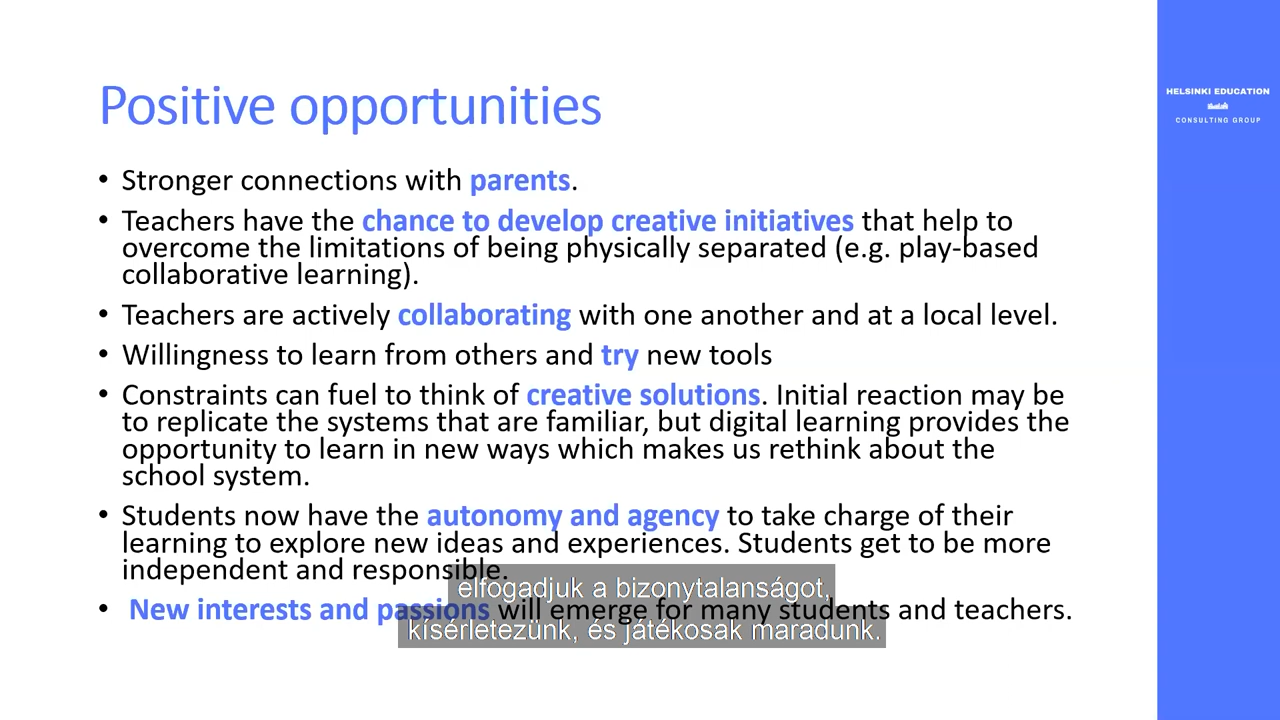 Positive opportunities
HELSINKI EDUCATION
CONSULTING GROUP
• Stronger connections with parents.
• Teachers have the chance to develop creative initiatives that help to
overcome the limitations of being physically separated (e.g. play-based
collaborative learning).
• Teachers are actively collaborating with one another and at a local level.
• Willingness to learn from others and try new tools
• Constraints can fuel to think of creative solutions. Initial reaction may be
to replicate the systems that are familiar, but digital learning provides the
opportunity to learn in new ways which makes us rethink about the
school system.
• Students now have the autonomy and agency to take charge of their
learning to explore new ideas and experiences. Students get to be more
independent and responsible.
• New interests and passions will emerge for many students and teachers.
elfogadjuk a bizonytalanságot,
kísérletezünk, és játékosak maradunk.